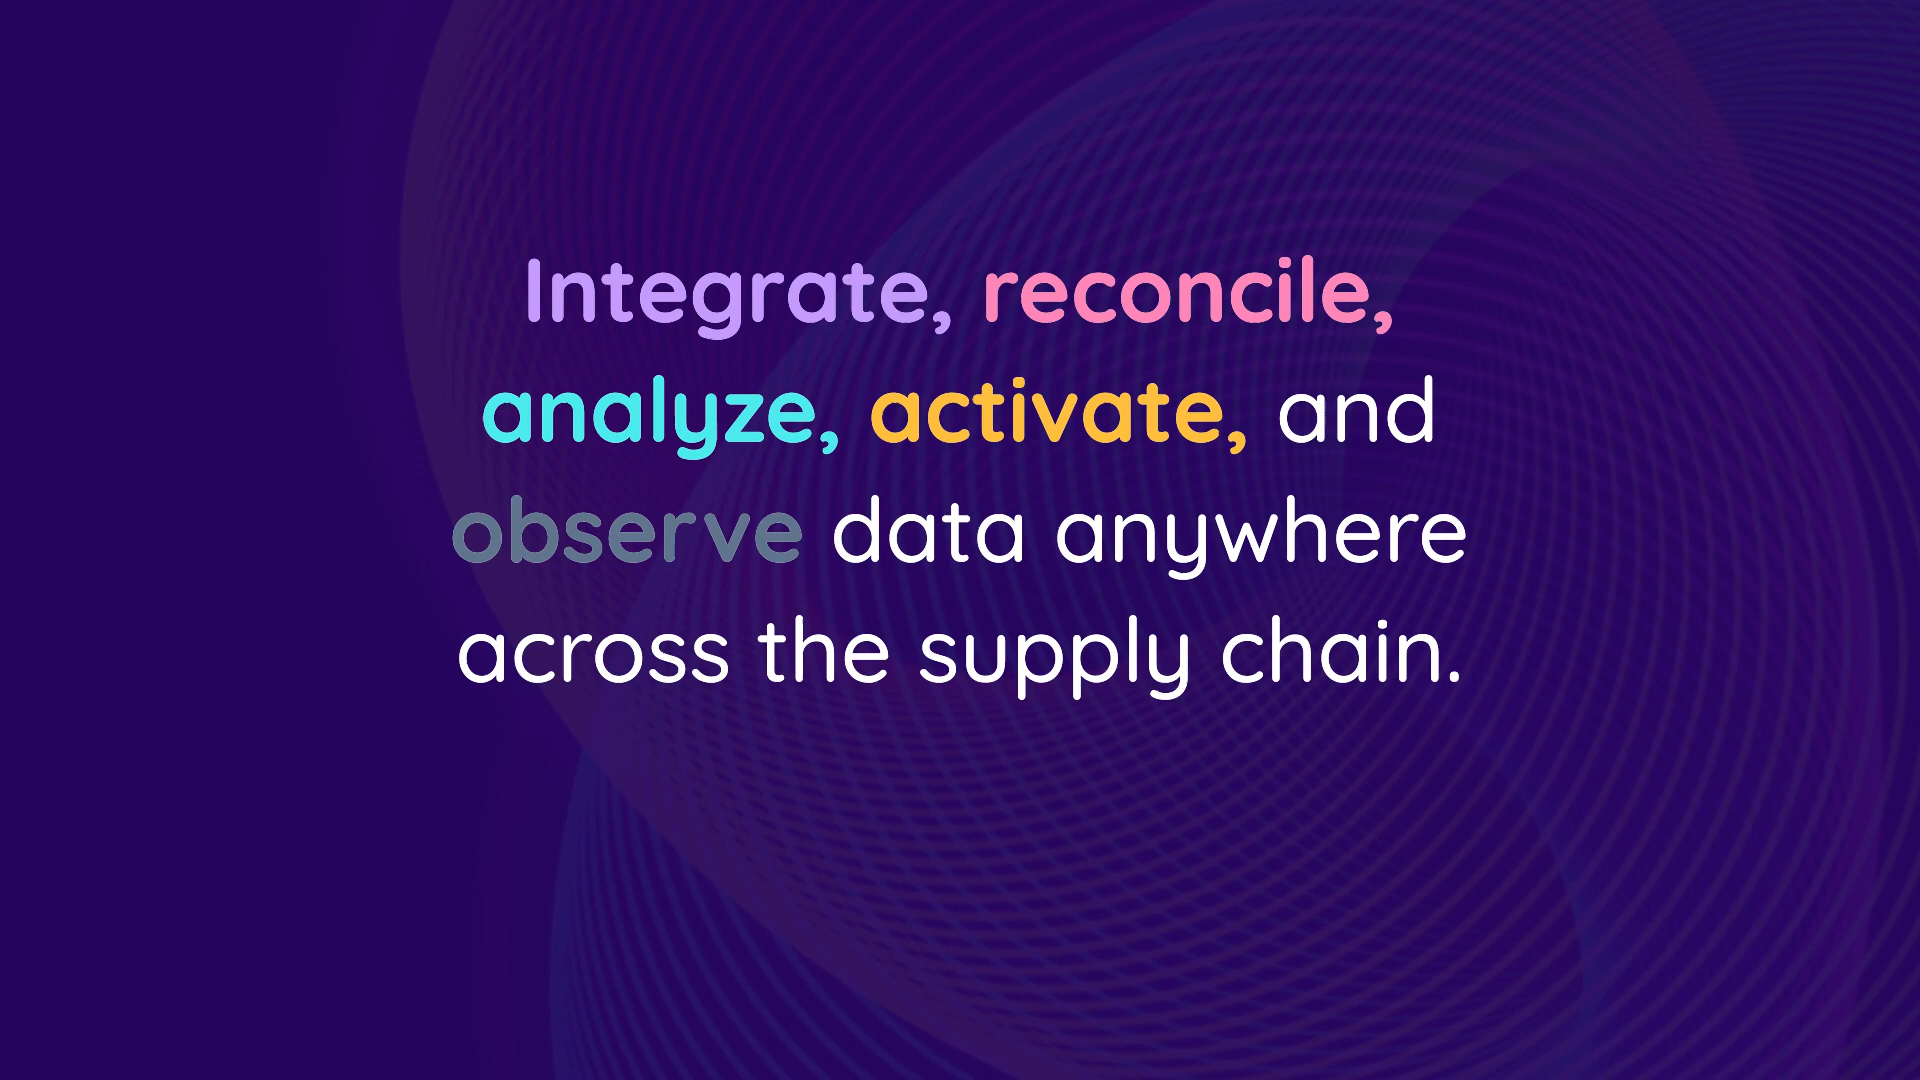 Integrate, reconcile,
analyze, activate, and
observe data anywhere
across the supply chain.